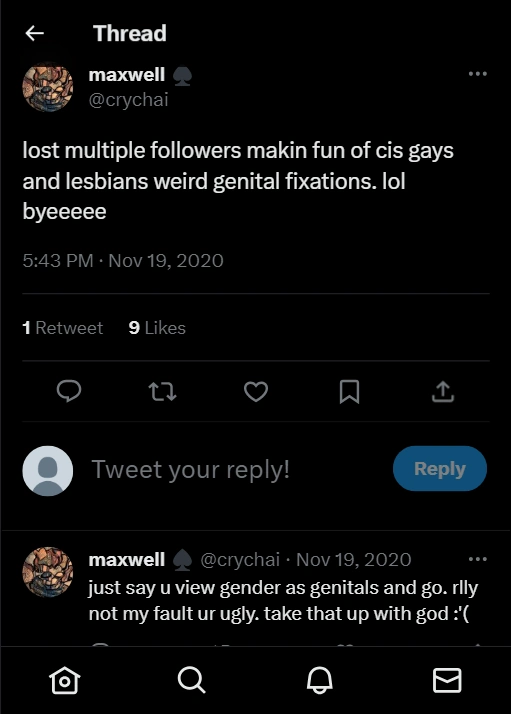 Thread
maxwell
@crychai
lost multiple followers makin fun of cis gays
and lesbians weird genital fixations. lol
byeeeee
5:43 PM · Nov 19, 2020
1 Retweet 9 Likes
Tweet your reply!
Reply
maxwell @crychai · Nov 19, 2020
just say u view gender as genitals and go. rlly
not my fault ur ugly. take that up with god :'(